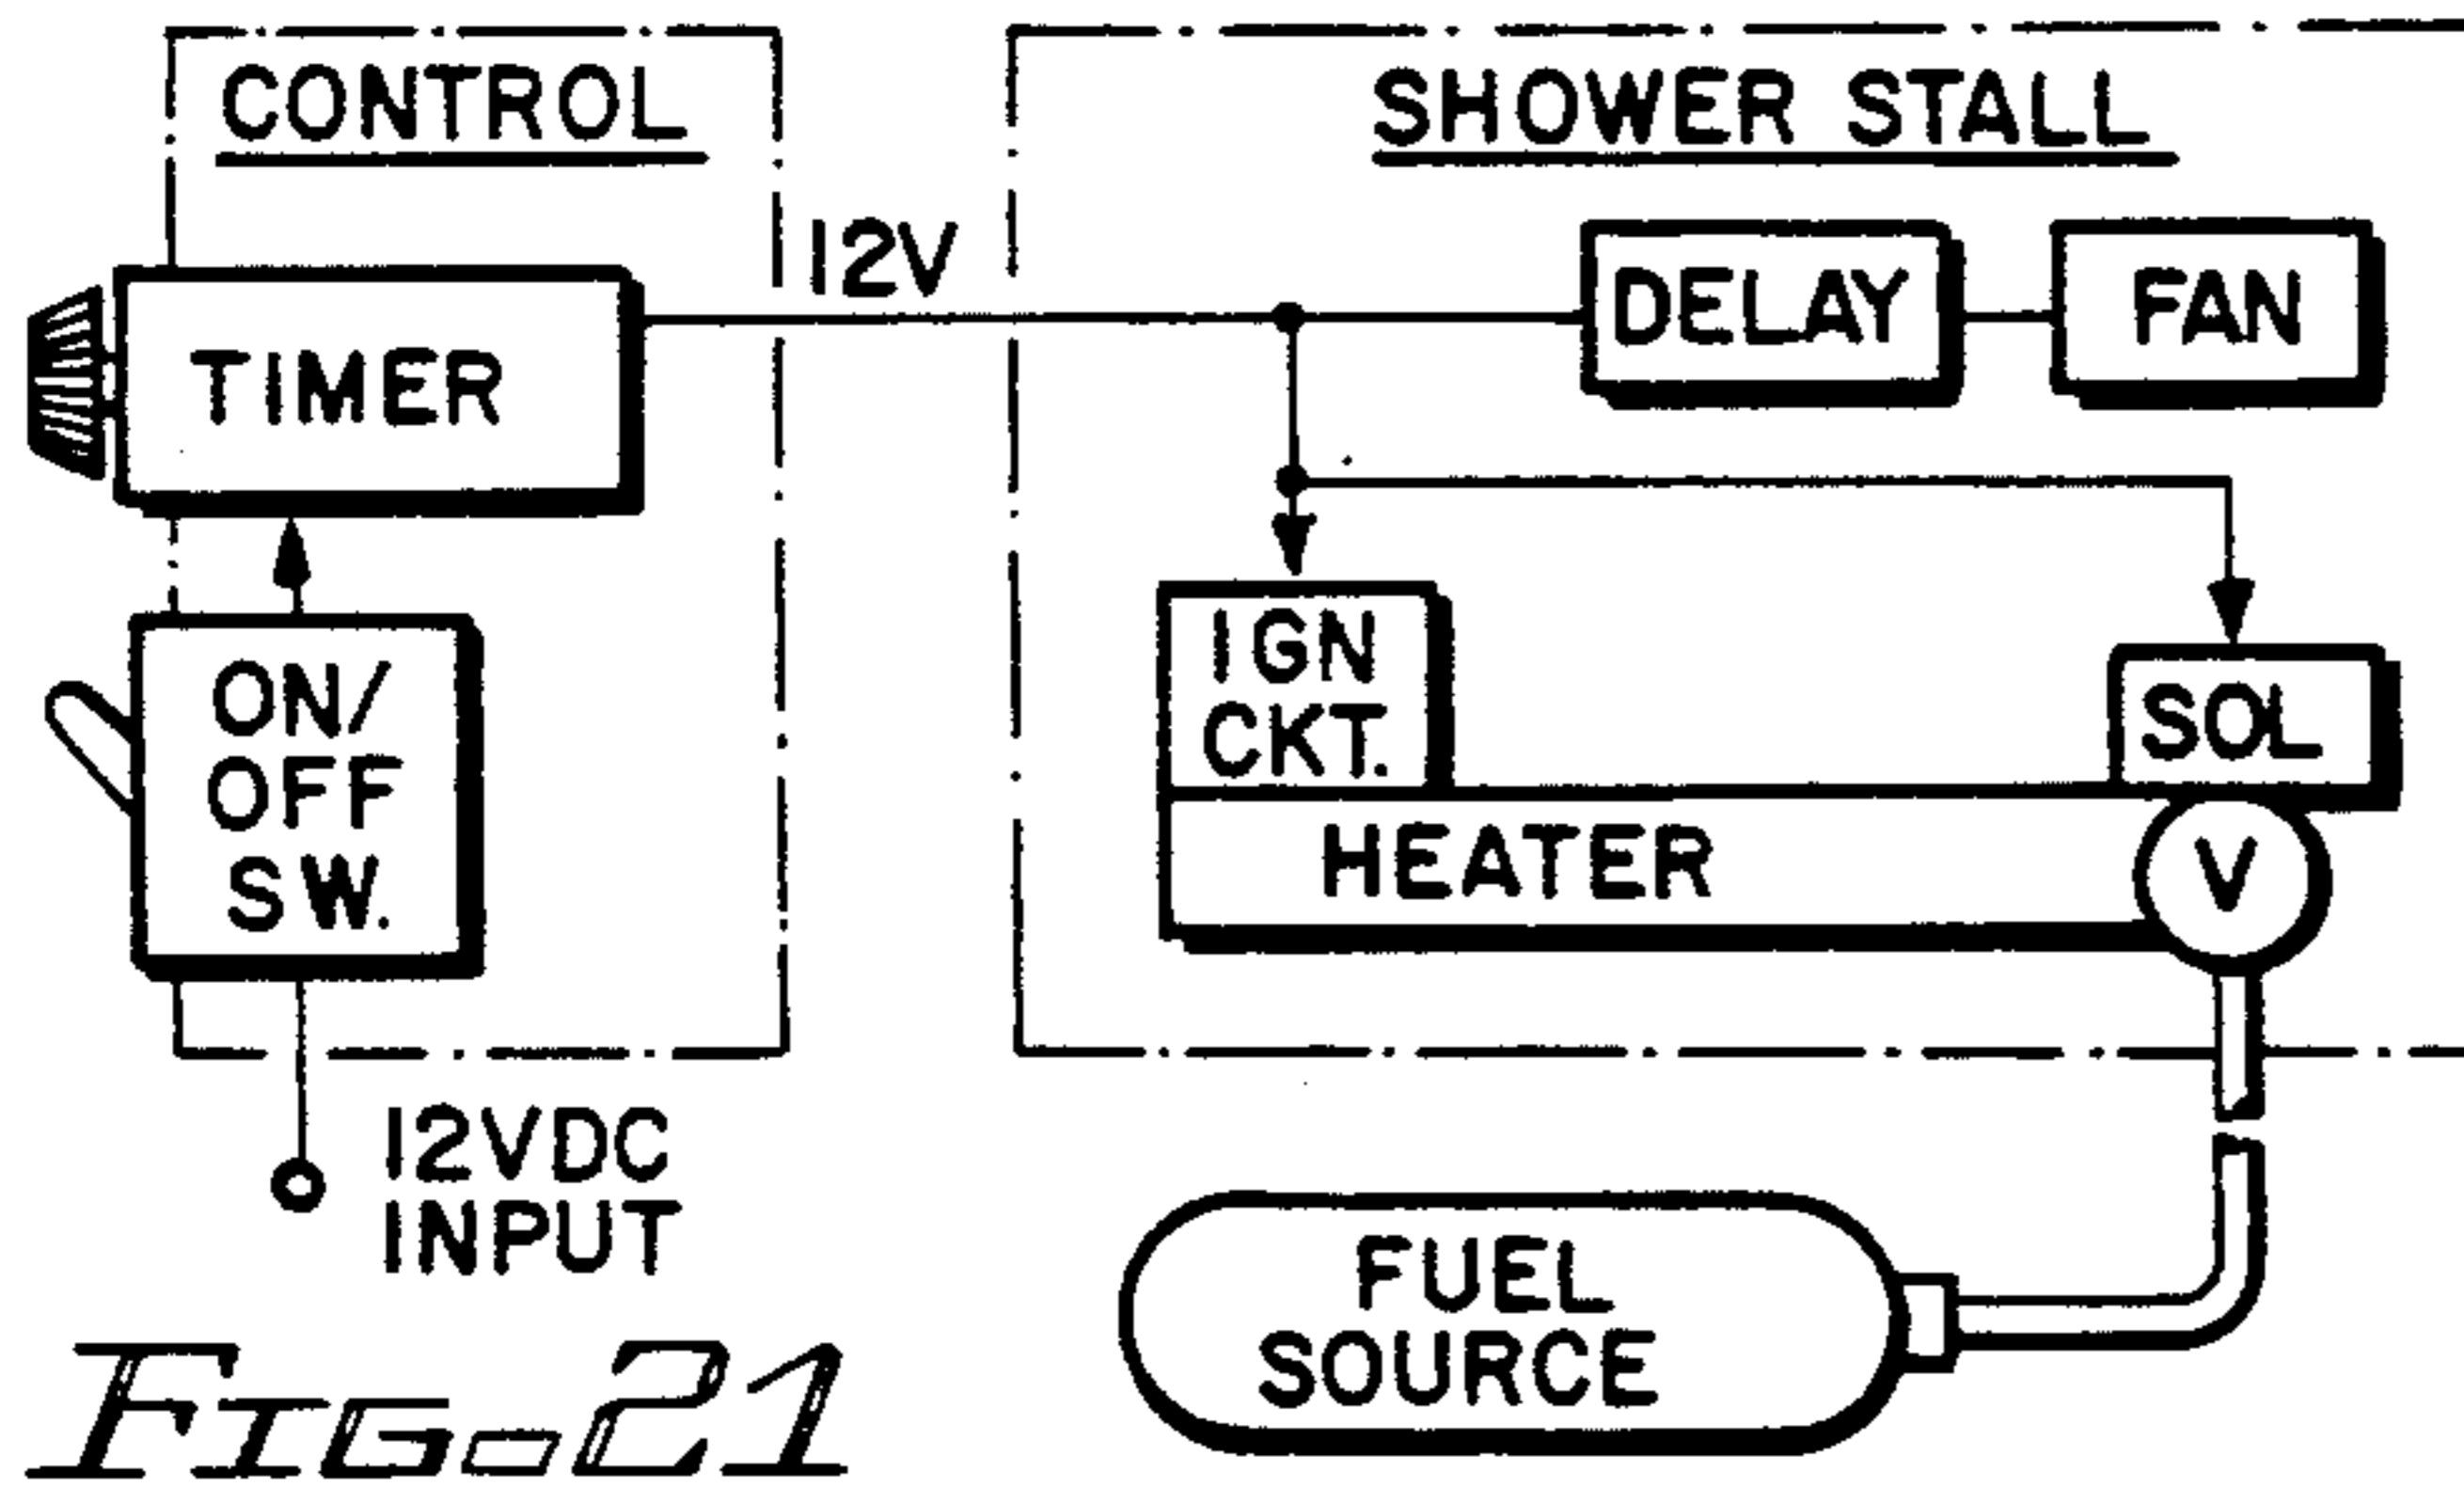 CONTROL
SHOWER STALL
12V
DELAY
FAN
TIMER
IGN
CKT.
SOL
ON/
OFF
SW.
HEATER
V
12VDC
INPUT
FUEL
SOURCE
FIG-21